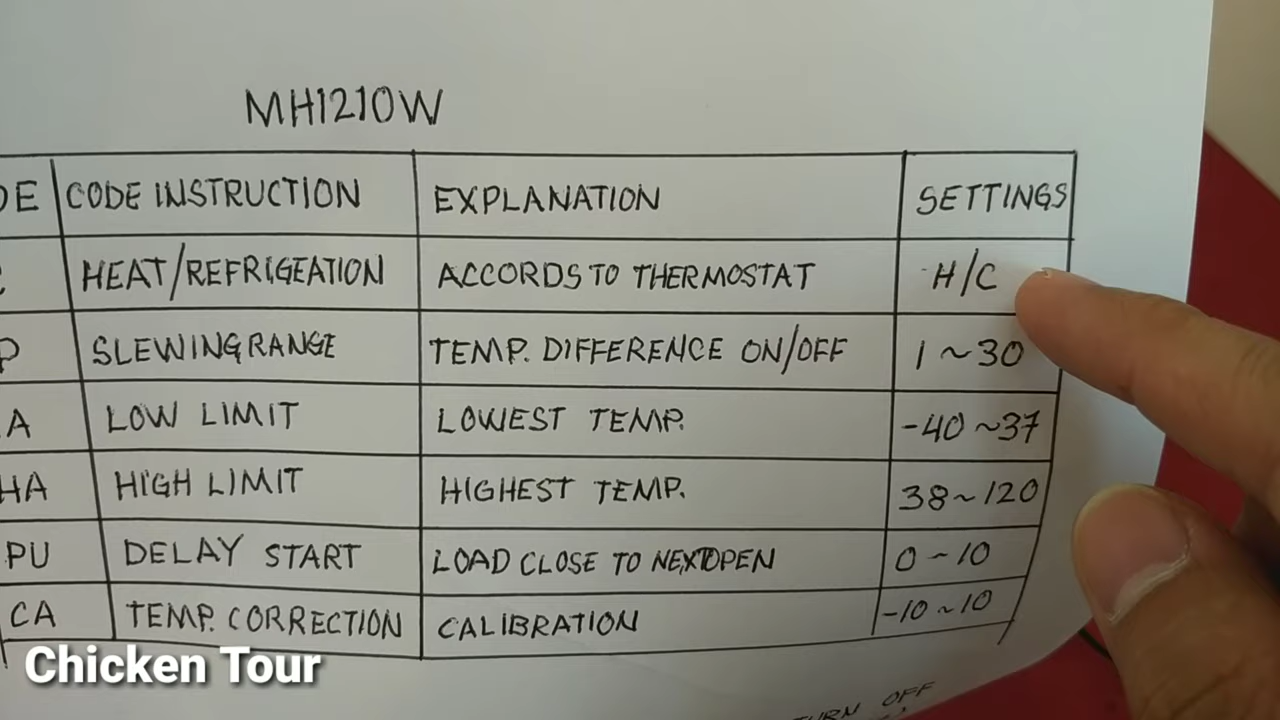 MH1210W
DE CODE INSTRUCTION EXPLANATION SETTINGS
HEAT/REFRIGEATION ACCORDS TO THERMOSTAT H/C
P SLEWING RANGE TEMP. DIFFERENCE ON/OFF 1~30
A LOW LIMIT LOWEST TEMP. -40~37
HA HIGH LIMIT HIGHEST TEMP. 38~120
PU DELAY START LOAD CLOSE TO NEXTOPEN 0-10
CA TEMP. CORRECTION CALIBRATION -10~10
Chicken Tour
TURN OFF